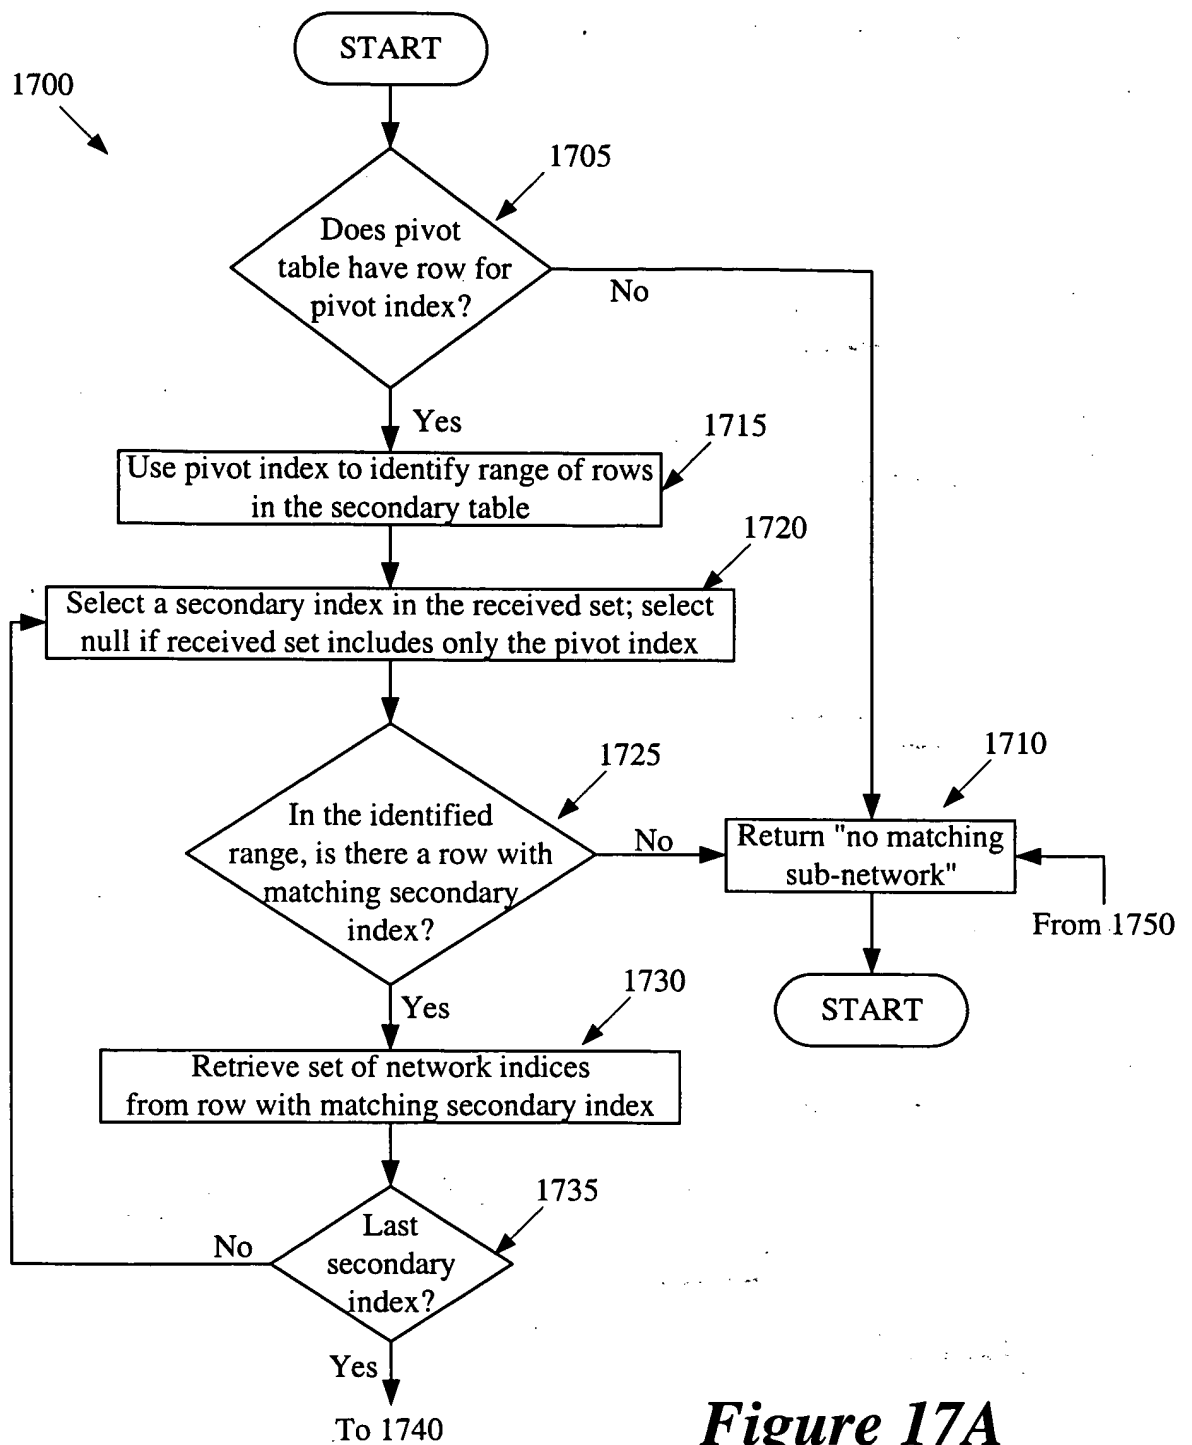 START
1700
1705
Does pivot
table have row for
pivot index?
No
Yes
1715
Use pivot index to identify range of rows
in the secondary table
1720
Select a secondary index in the received set; select
null if received set includes only the pivot index
1725
In the identified
range, is there a row with
matching secondary
index?
No
1710
Return "no matching
sub-network"
From 1750
START
Yes
1730
Retrieve set of network indices
from row with matching secondary index
1735
Last
secondary
index?
No
Yes
To 1740
Figure 17A